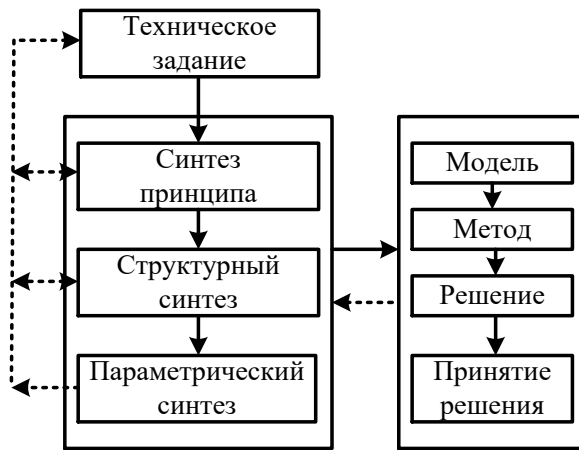 Техническое
задание
Синтез
принципа
Структурный
синтез
Параметрический
синтез
Модель
Метод
Решение
Принятие
решения